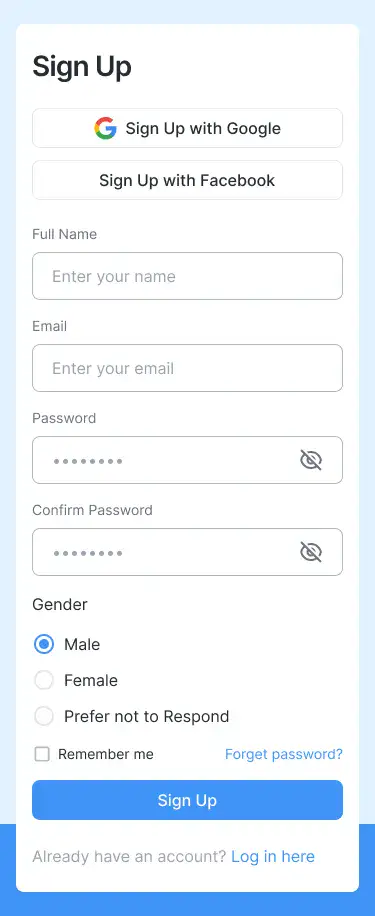 Sign Up
Sign Up with Google
Sign Up with Facebook
Full Name
Enter your name
Email
Enter your email
Password
••••••••
Confirm Password
••••••••
Gender
Male
Female
Prefer not to Respond
Remember me Forget password?
Sign Up
Already have an account? Log in here